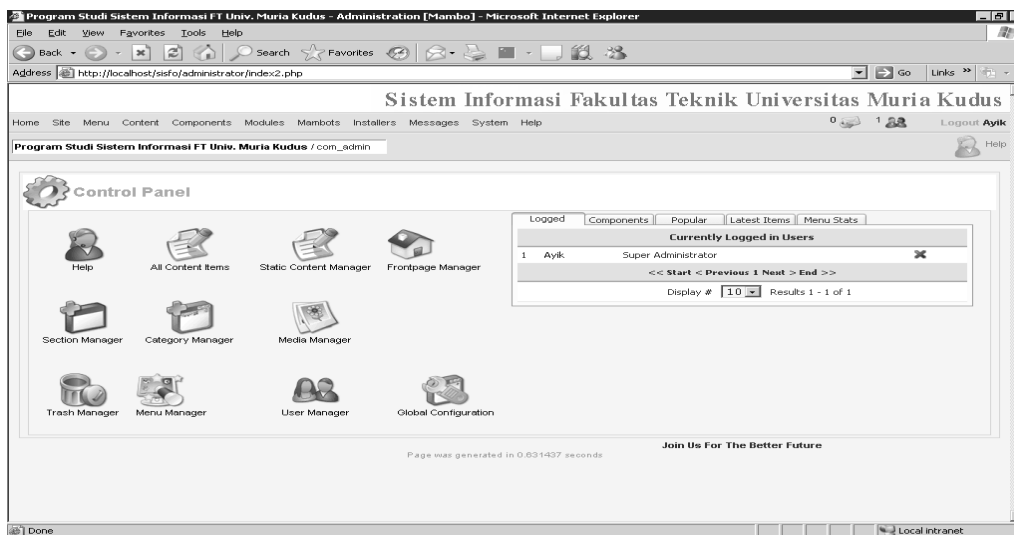 Program Studi Sistem Informasi FT Univ. Muria Kudus - Administration [Mambo] - Microsoft Internet Explorer
File Edit View Favorites Tools Help
Back Search Favorites
Address http://localhost/sisfo/administrator/index2.php Go Links »
Sistem Informasi Fakultas Teknik Universitas Muria Kudus
Home Site Menu Content Components Modules Mambots Installers Messages System Help 0 1 Logout Ayik
Program Studi Sistem Informasi FT Univ. Muria Kudus / com_admin Help
Control Panel
Logged Components Popular Latest Items Menu Stats
Currently Logged in Users
1 Ayik Super Administrator
<< Start < Previous 1 Next > End >>
Display # 10 Results 1 - 1 of 1
Help All Content Items Static Content Manager Frontpage Manager
Section Manager Category Manager Media Manager
Trash Manager Menu Manager User Manager Global Configuration
Join Us For The Better Future
Page was generated in 0.631437 seconds
Done Local intranet